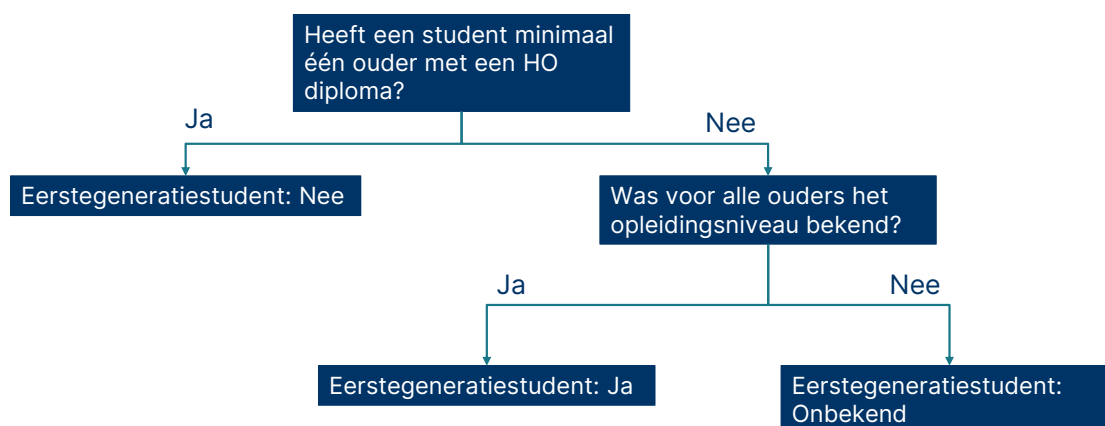 Heeft een student minimaal
één ouder met een HO
diploma?
Ja
Nee
Eerstegeneratiestudent: Nee
Was voor alle ouders het
opleidingsniveau bekend?
Ja
Nee
Eerstegeneratiestudent: Ja
Eerstegeneratiestudent:
Onbekend